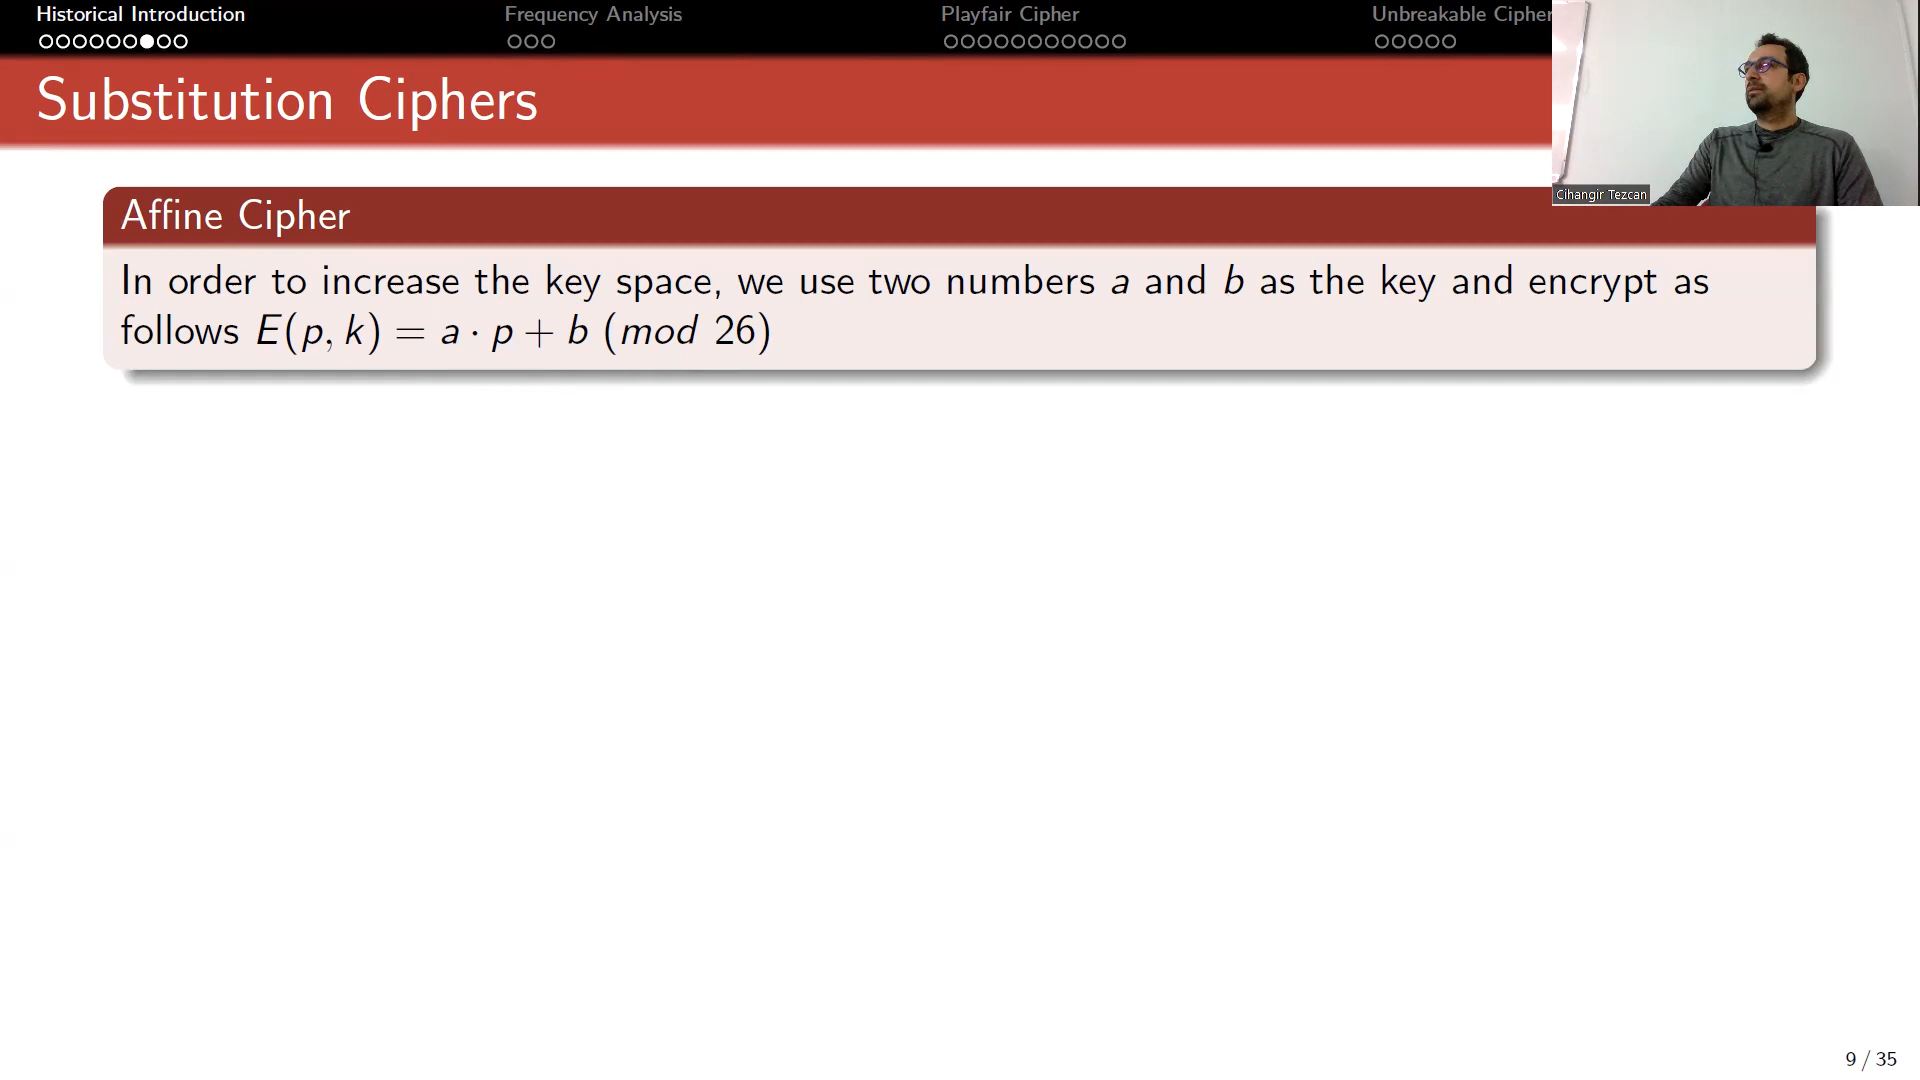 Historical Introduction
Frequency Analysis
Playfair Cipher
Unbreakable Cipher
Substitution Ciphers
Cihangir Tezcan
Affine Cipher
In order to increase the key space, we use two numbers a and b as the key and encrypt as
follows E(p, k) = a · p + b (mod 26)
9 / 35